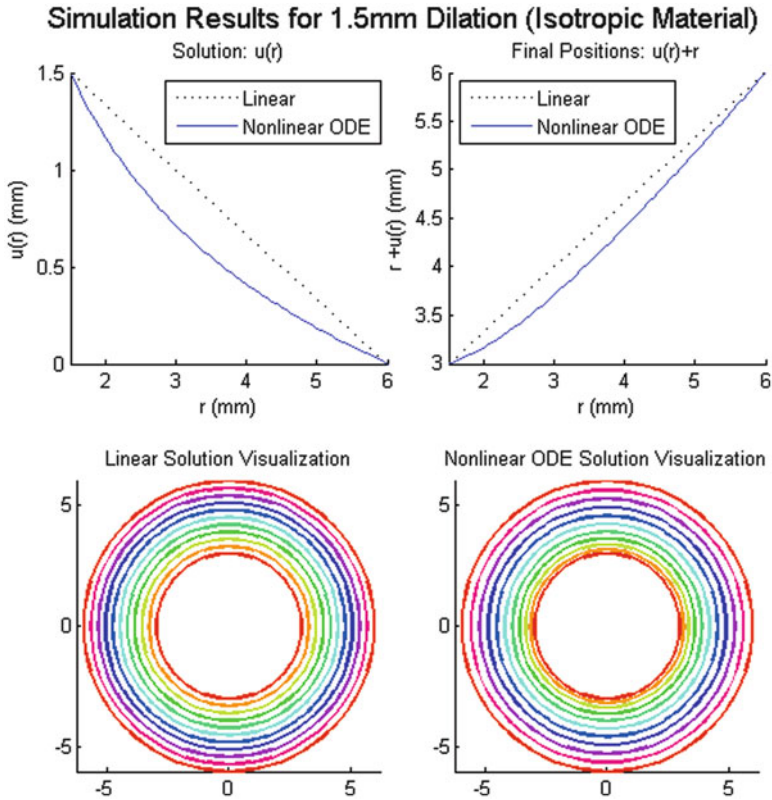 Simulation Results for 1.5mm Dilation (Isotropic Material)
Solution: u(r)
1.5
1
0.5
0
u(r) (mm)
Linear
Nonlinear ODE
2
3
4
5
6
r (mm)
Final Positions: u(r)+r
6
5.5
5
4.5
4
3.5
3
r +u(r) (mm)
Linear
Nonlinear ODE
2
3
4
5
6
r (mm)
Linear Solution Visualization
5
0
-5
-5
0
5
Nonlinear ODE Solution Visualization
5
0
-5
-5
0
5